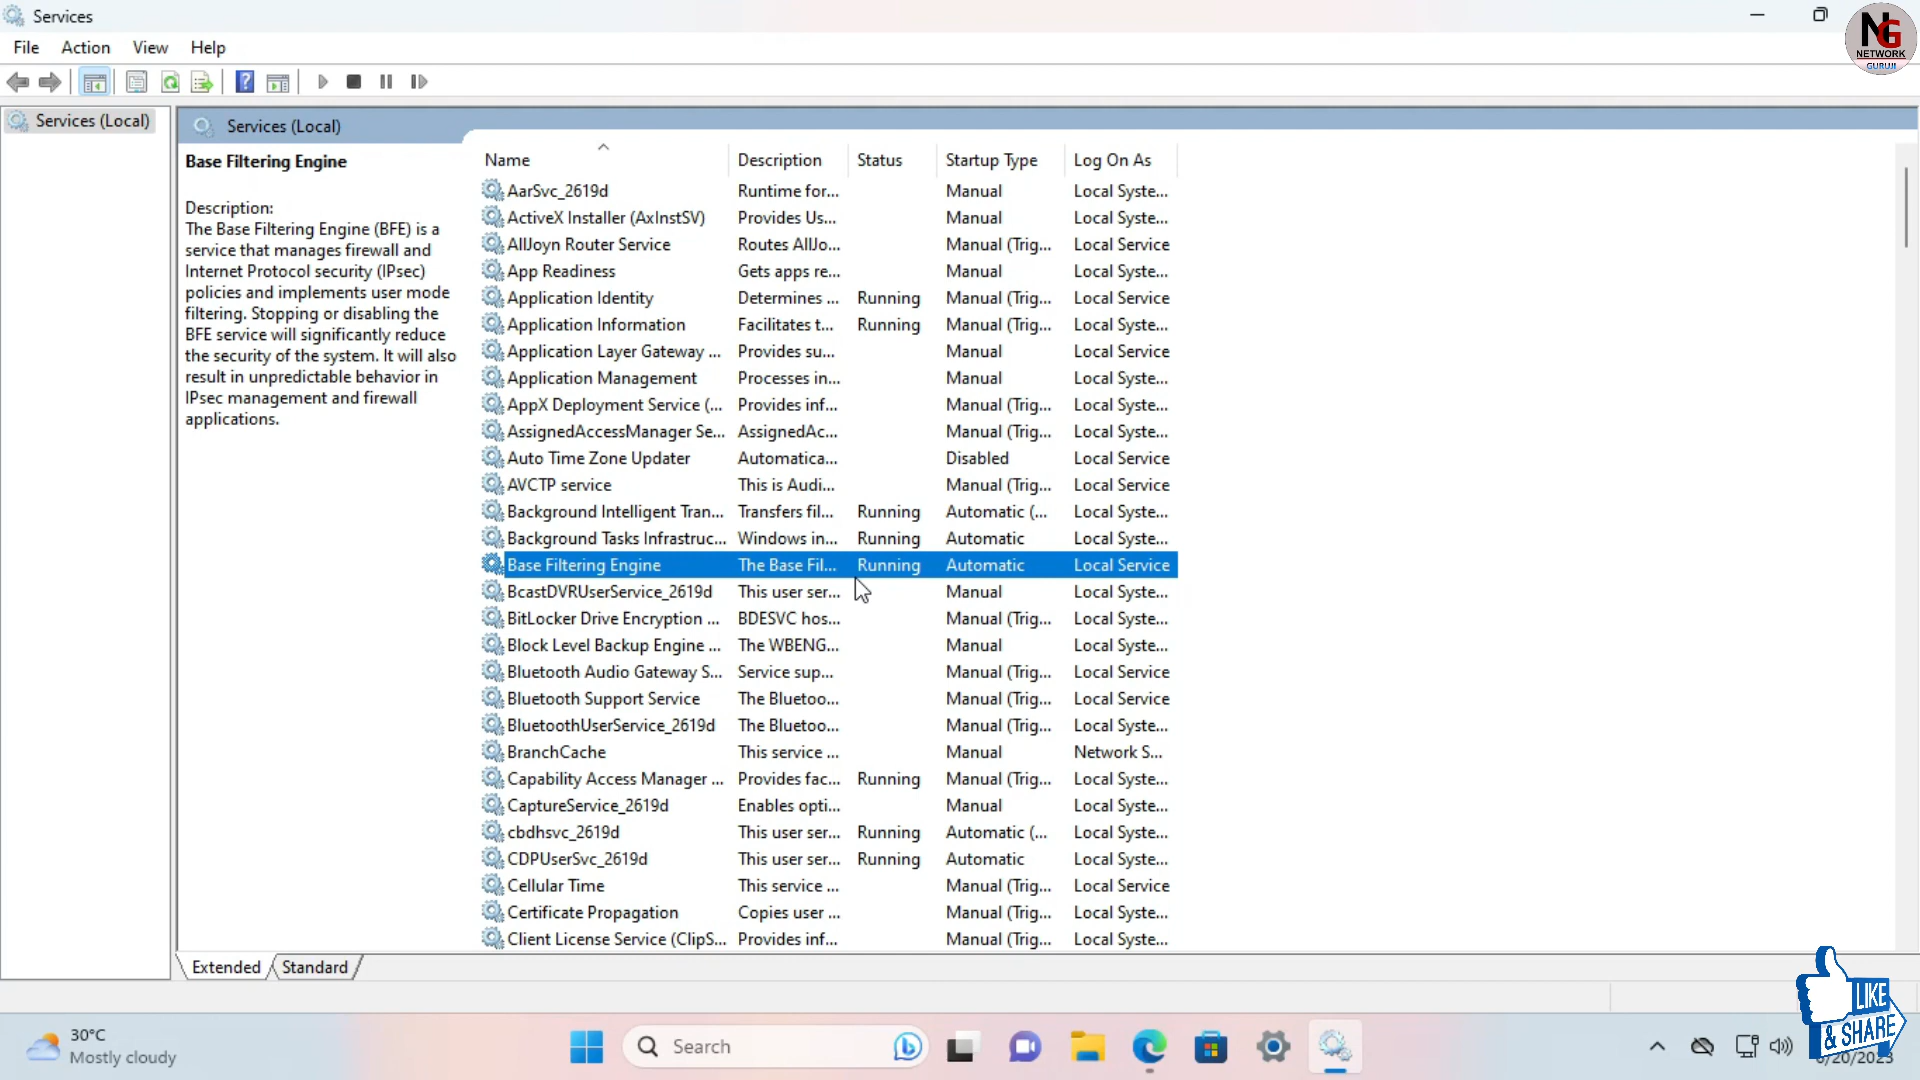 Services
NG
NETWORK
GURUJI
File Action View Help
Services (Local)
Services (Local)
Base Filtering Engine
Description:
The Base Filtering Engine (BFE) is a
service that manages firewall and
Internet Protocol security (IPsec)
policies and implements user mode
filtering. Stopping or disabling the
BFE service will significantly reduce
the security of the system. It will also
result in unpredictable behavior in
IPsec management and firewall
applications.
Name Description Status Startup Type Log On As
AarSvc_2619d Runtime for... Manual Local Syste...
ActiveX Installer (AxInstSV) Provides Us... Manual Local Syste...
AllJoyn Router Service Routes AllJo... Manual (Trig... Local Service
App Readiness Gets apps re... Manual Local Syste...
Application Identity Determines ... Running Manual (Trig... Local Service
Application Information Facilitates t... Running Manual (Trig... Local Syste...
Application Layer Gateway ... Provides su... Manual Local Service
Application Management Processes in... Manual Local Syste...
AppX Deployment Service (... Provides inf... Manual (Trig... Local Syste...
AssignedAccessManager Se... AssignedAc... Manual (Trig... Local Syste...
Auto Time Zone Updater Automatica... Disabled Local Service
AVCTP service This is Audi... Manual (Trig... Local Service
Background Intelligent Tran... Transfers fil... Running Automatic (... Local Syste...
Background Tasks Infrastruc... Windows in... Running Automatic Local Syste...
Base Filtering Engine The Base Fil... Running Automatic Local Service
BcastDVRUserService_2619d This user ser... Manual Local Syste...
BitLocker Drive Encryption ... BDESVC hos... Manual (Trig... Local Syste...
Block Level Backup Engine ... The WBENG... Manual Local Syste...
Bluetooth Audio Gateway S... Service sup... Manual (Trig... Local Service
Bluetooth Support Service The Bluetoo... Manual (Trig... Local Service
BluetoothUserService_2619d The Bluetoo... Manual (Trig... Local Syste...
BranchCache This service ... Manual Network S...
Capability Access Manager ... Provides fac... Running Manual (Trig... Local Syste...
CaptureService_2619d Enables opti... Manual Local Syste...
cbdhsvc_2619d This user ser... Running Automatic (... Local Syste...
CDPUserSvc_2619d This user ser... Running Automatic Local Syste...
Cellular Time This service ... Manual (Trig... Local Service
Certificate Propagation Copies user ... Manual (Trig... Local Syste...
Client License Service (ClipS... Provides inf... Manual (Trig... Local Syste...
Extended Standard
LIKE
& SHARE
30°C
Mostly cloudy
Search
6/20/2023